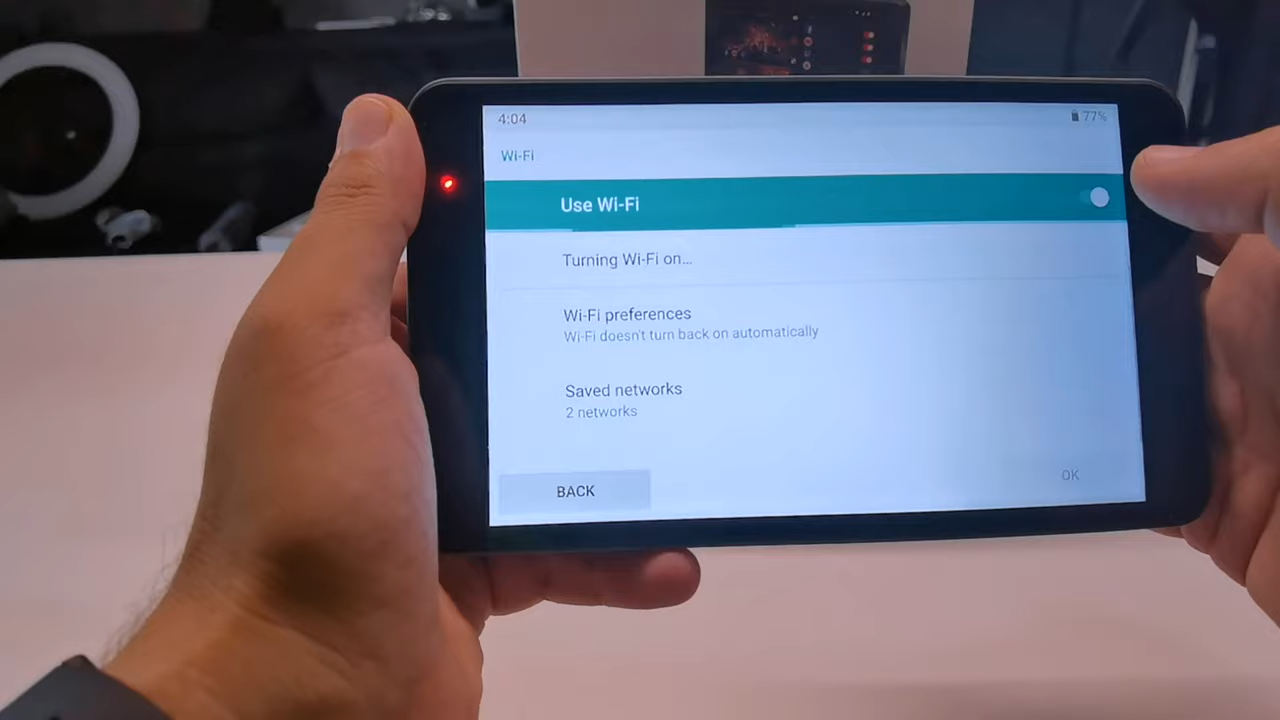 4:04
77%
Wi-Fi
Use Wi-Fi
Turning Wi-Fi on...
Wi-Fi preferences
Wi-Fi doesn't turn back on automatically
Saved networks
2 networks
BACK
OK